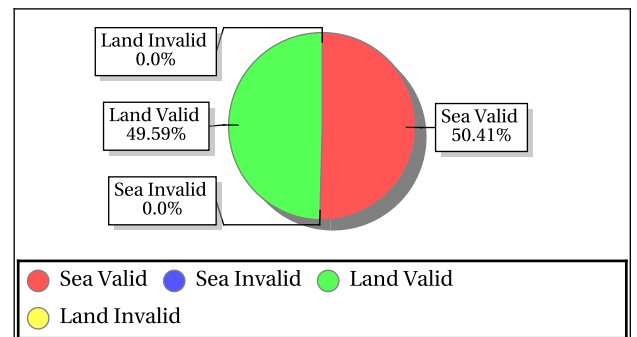 Land Invalid
0.0%
Land Valid
49.59%
Sea Valid
50.41%
Sea Invalid
0.0%
Sea Valid Sea Invalid Land Valid
Land Invalid